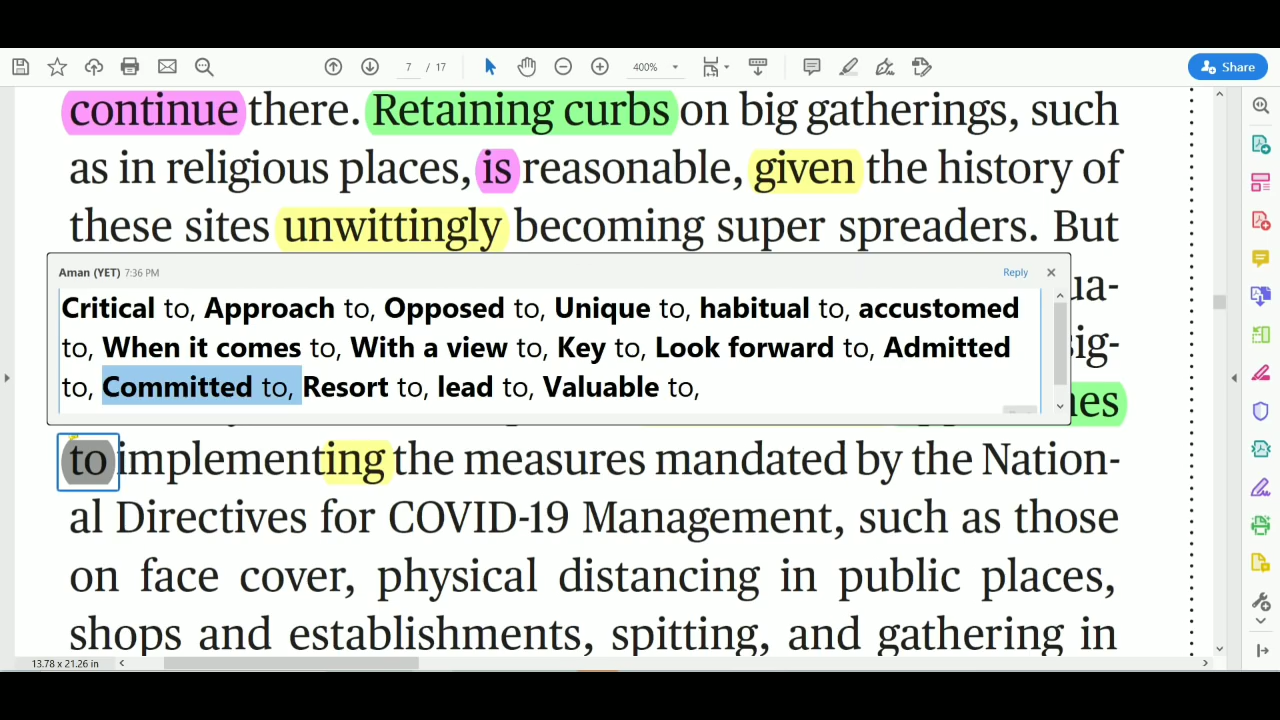 7 / 17
400%
Share
continue there. Retaining curbs on big gatherings, such
as in religious places, is reasonable, given the history of
these sites unwittingly becoming super spreaders. But
Aman (YET) 7:36 PM
Reply
Critical to, Approach to, Opposed to, Unique to, habitual to, accustomed
to, When it comes to, With a view to, Key to, Look forward to, Admitted
to, Committed to, Resort to, lead to, Valuable to,
to implementing the measures mandated by the Nation-
al Directives for COVID-19 Management, such as those
on face cover, physical distancing in public places,
shops and establishments, spitting, and gathering in
13.78 x 21.26 in